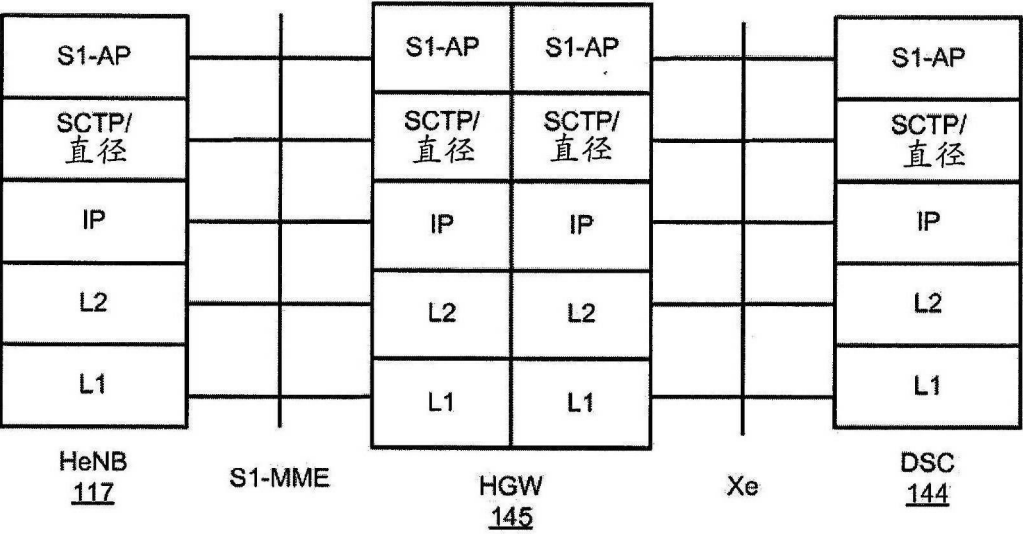 S1-AP
S1-AP
S1-AP
S1-AP
SCTP/
直径
SCTP/
直径
SCTP/
直径
SCTP/
直径
IP
IP
IP
IP
L2
L2
L2
L2
L1
L1
L1
L1
HeNB
117
S1-MME
HGW
145
Xe
DSC
144